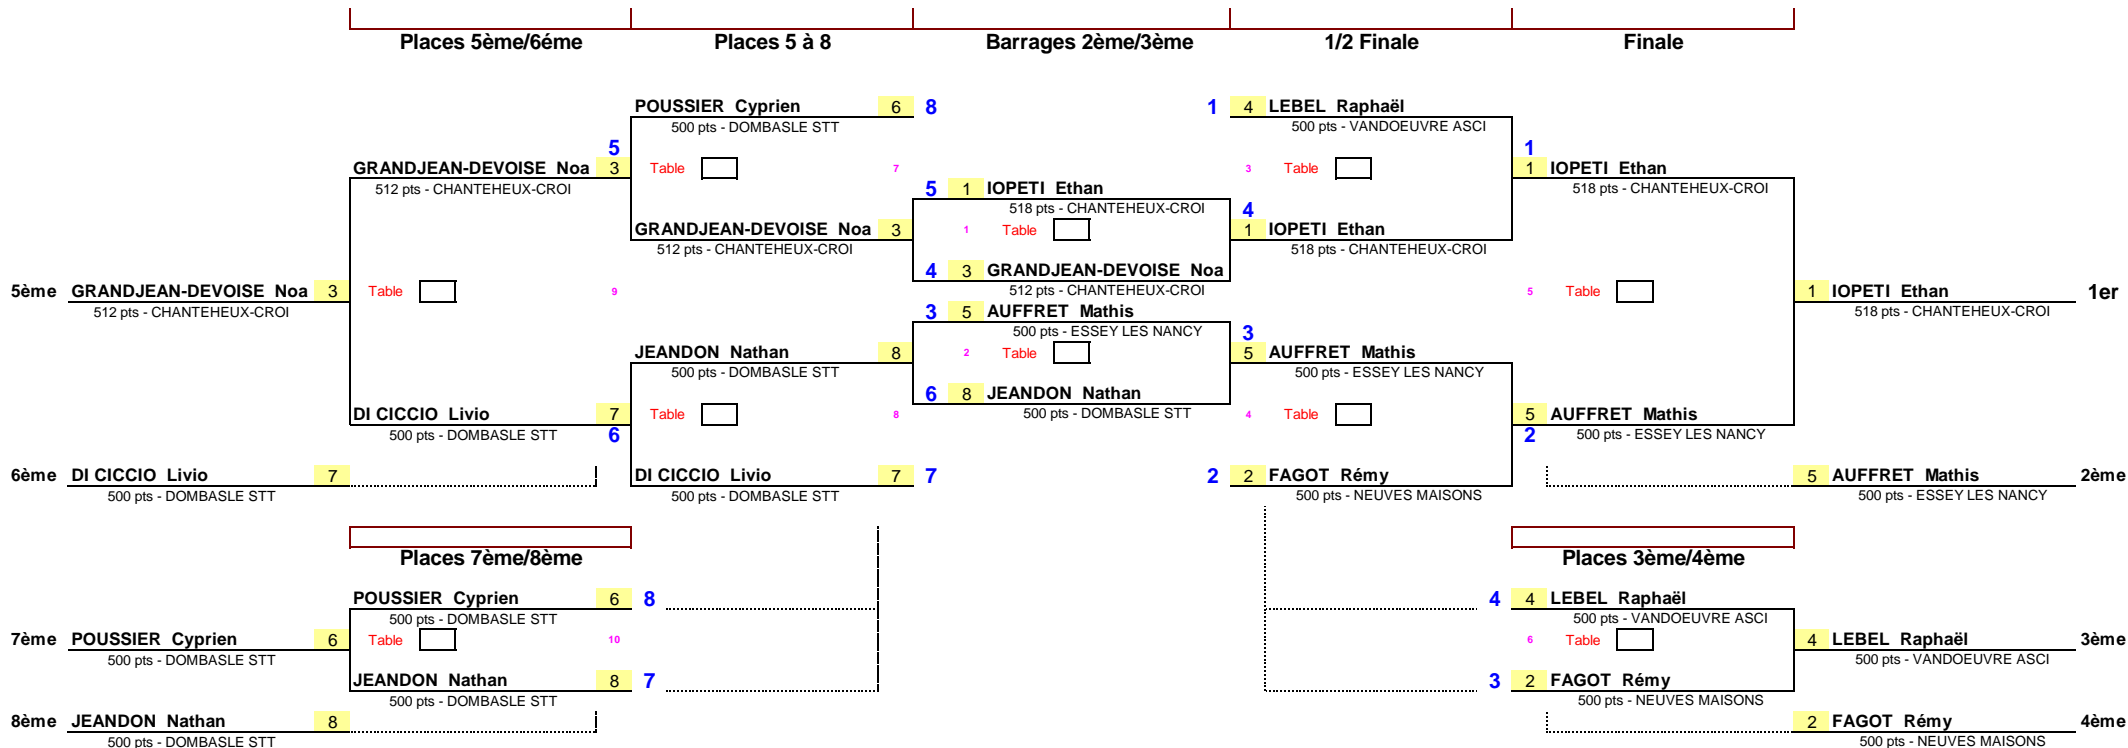 Places 5ème/6éme Places 5 à 8 Barrages 2ème/3ème 1/2 Finale Finale
POUSSIER Cyprien 6 8 1 4 LEBEL Raphaël
500 pts - DOMBASLE STT 500 pts - VANDOEUVRE ASCI
5 1
GRANDJEAN-DEVOISE Noa 3 Table 7 3 Table 1 IOPETI Ethan
512 pts - CHANTEHEUX-CROI 5 1 IOPETI Ethan 518 pts - CHANTEHEUX-CROI
518 pts - CHANTEHEUX-CROI 4
GRANDJEAN-DEVOISE Noa 3 1 Table 1 IOPETI Ethan
512 pts - CHANTEHEUX-CROI 518 pts - CHANTEHEUX-CROI
4 3 GRANDJEAN-DEVOISE Noa
5ème GRANDJEAN-DEVOISE Noa 3 Table 9 512 pts - CHANTEHEUX-CROI 5 Table 1 IOPETI Ethan 1er
512 pts - CHANTEHEUX-CROI 3 5 AUFFRET Mathis 518 pts - CHANTEHEUX-CROI
500 pts - ESSEY LES NANCY 3
JEANDON Nathan 8 2 Table 5 AUFFRET Mathis
500 pts - DOMBASLE STT 500 pts - ESSEY LES NANCY
6 8 JEANDON Nathan
DI CICCIO Livio 7 Table 8 500 pts - DOMBASLE STT 4 Table 5 AUFFRET Mathis
500 pts - DOMBASLE STT 6 2 500 pts - ESSEY LES NANCY
6ème DI CICCIO Livio 7 DI CICCIO Livio 7 7 2 2 FAGOT Rémy 5 AUFFRET Mathis 2ème
500 pts - DOMBASLE STT 500 pts - DOMBASLE STT 500 pts - NEUVES MAISONS 500 pts - ESSEY LES NANCY
Places 7ème/8ème Places 3ème/4ème
POUSSIER Cyprien 6 8 4 4 LEBEL Raphaël
500 pts - DOMBASLE STT 500 pts - VANDOEUVRE ASCI
7ème POUSSIER Cyprien 6 Table 10 6 Table 4 LEBEL Raphaël 3ème
500 pts - DOMBASLE STT 500 pts - VANDOEUVRE ASCI
JEANDON Nathan 8 7 3 2 FAGOT Rémy
500 pts - DOMBASLE STT 500 pts - NEUVES MAISONS
8ème JEANDON Nathan 8 2 FAGOT Rémy 4ème
500 pts - DOMBASLE STT 500 pts - NEUVES MAISONS